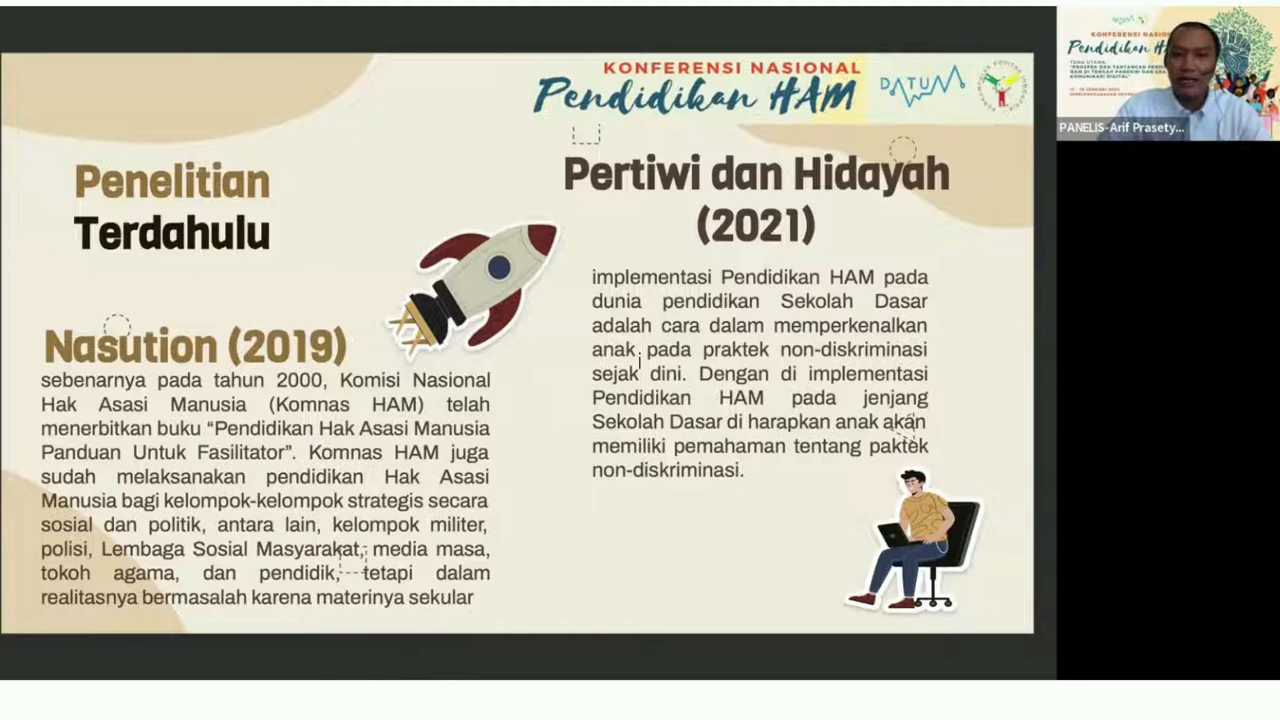 KONFERENSI NASIONAL
Pendidikan HAM
DATUM
Penelitian
Terdahulu
Nasution (2019)
sebenarnya pada tahun 2000, Komisi Nasional
Hak Asasi Manusia (Komnas HAM) telah
menerbitkan buku “Pendidikan Hak Asasi Manusia
Panduan Untuk Fasilitator”. Komnas HAM juga
sudah melaksanakan pendidikan Hak Asasi
Manusia bagi kelompok-kelompok strategis secara
sosial dan politik, antara lain, kelompok militer,
polisi, Lembaga Sosial Masyarakat, media masa,
tokoh agama, dan pendidik, tetapi dalam
realitasnya bermasalah karena materinya sekular
Pertiwi dan Hidayah
(2021)
implementasi Pendidikan HAM pada
dunia pendidikan Sekolah Dasar
adalah cara dalam memperkenalkan
anak pada praktek non-diskriminasi
sejak dini. Dengan di implementasi
Pendidikan HAM pada jenjang
Sekolah Dasar di harapkan anak akan
memiliki pemahaman tentang paktek
non-diskriminasi.
KONFERENSI
Pendidikan
TEMA UTAMA:
PANELIS-Arif Prasety...